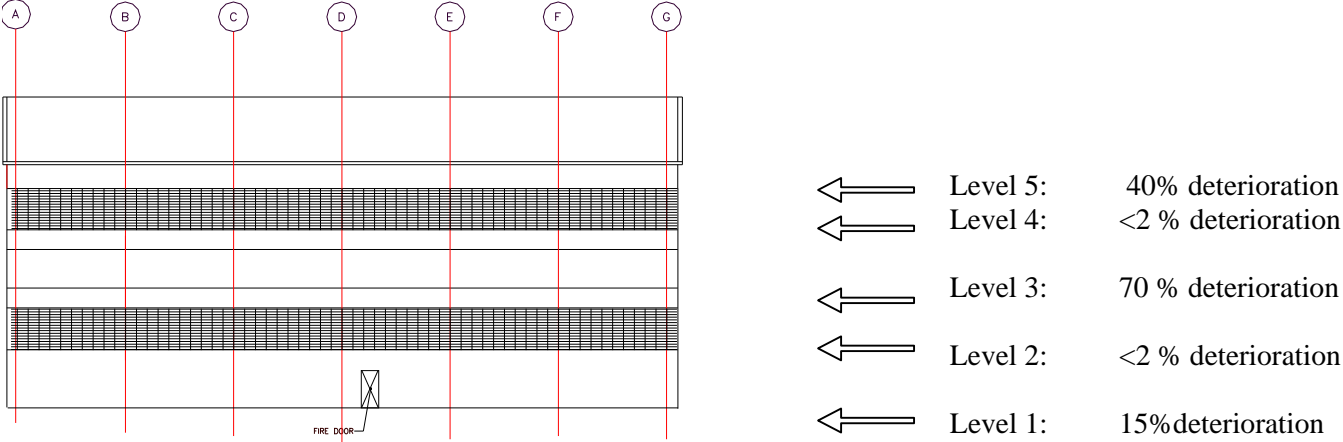 A B C D E F G
Level 5: 40% deterioration
Level 4: <2 % deterioration
Level 3: 70 % deterioration
Level 2: <2 % deterioration
Level 1: 15%deterioration
FIRE DOOR